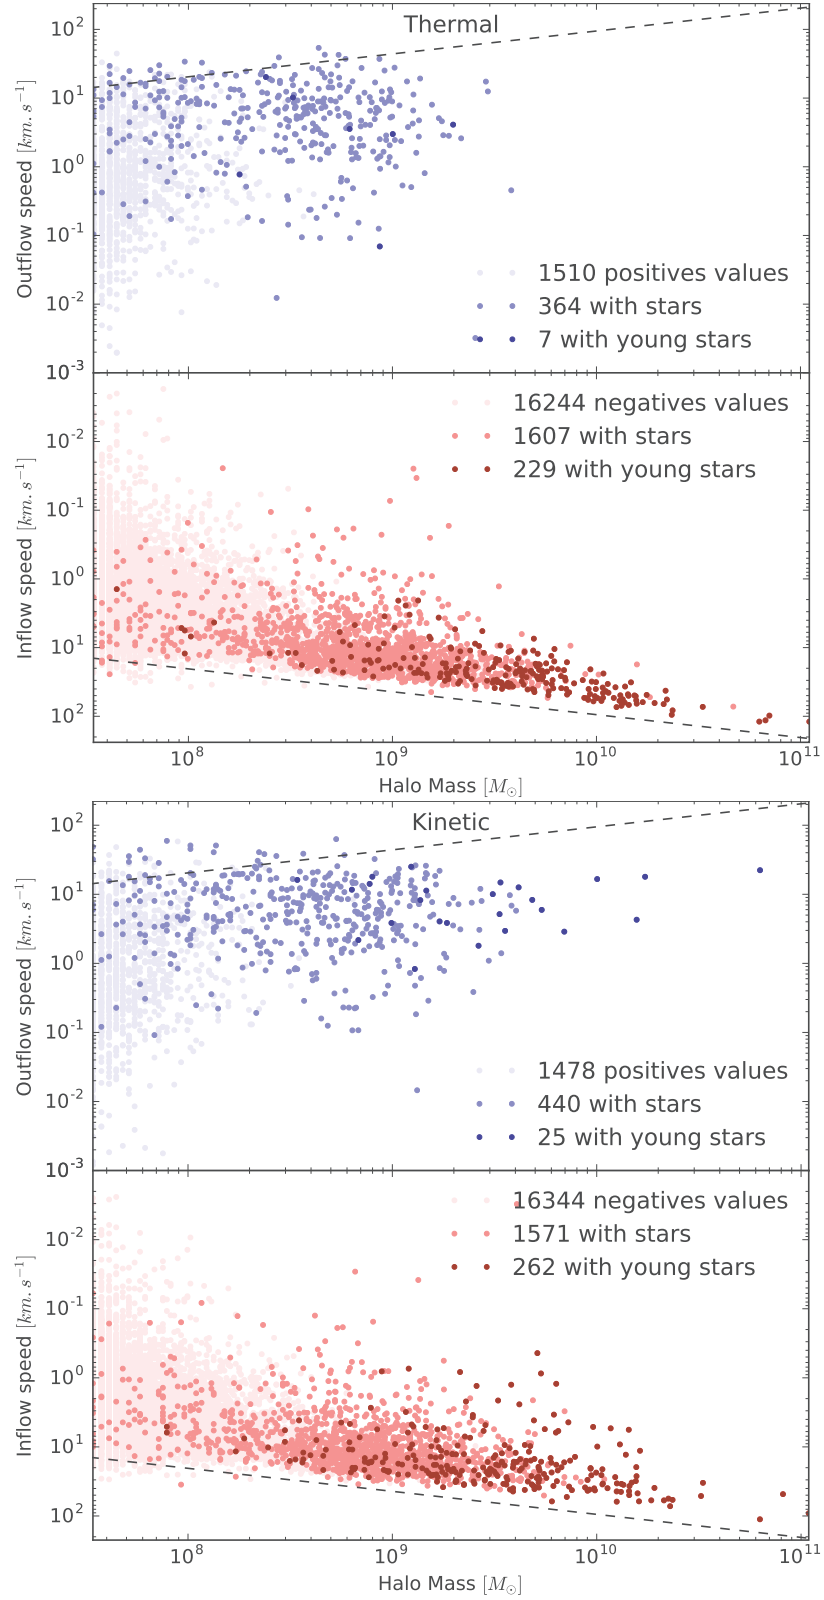 Thermal
10²
10¹
10⁰
10⁻¹
10⁻²
10⁻³
Outflow speed [km.s⁻¹]
1510 positives values
364 with stars
7 with young stars
10⁻²
10⁻¹
10⁰
10¹
10²
Inflow speed [km.s⁻¹]
16244 negatives values
1607 with stars
229 with young stars
10⁸ 10⁹ 10¹⁰ 10¹¹
Halo Mass [M⊙]
Kinetic
10²
10¹
10⁰
10⁻¹
10⁻²
10⁻³
Outflow speed [km.s⁻¹]
1478 positives values
440 with stars
25 with young stars
10⁻²
10⁻¹
10⁰
10¹
10²
Inflow speed [km.s⁻¹]
16344 negatives values
1571 with stars
262 with young stars
10⁸ 10⁹ 10¹⁰ 10¹¹
Halo Mass [M⊙]